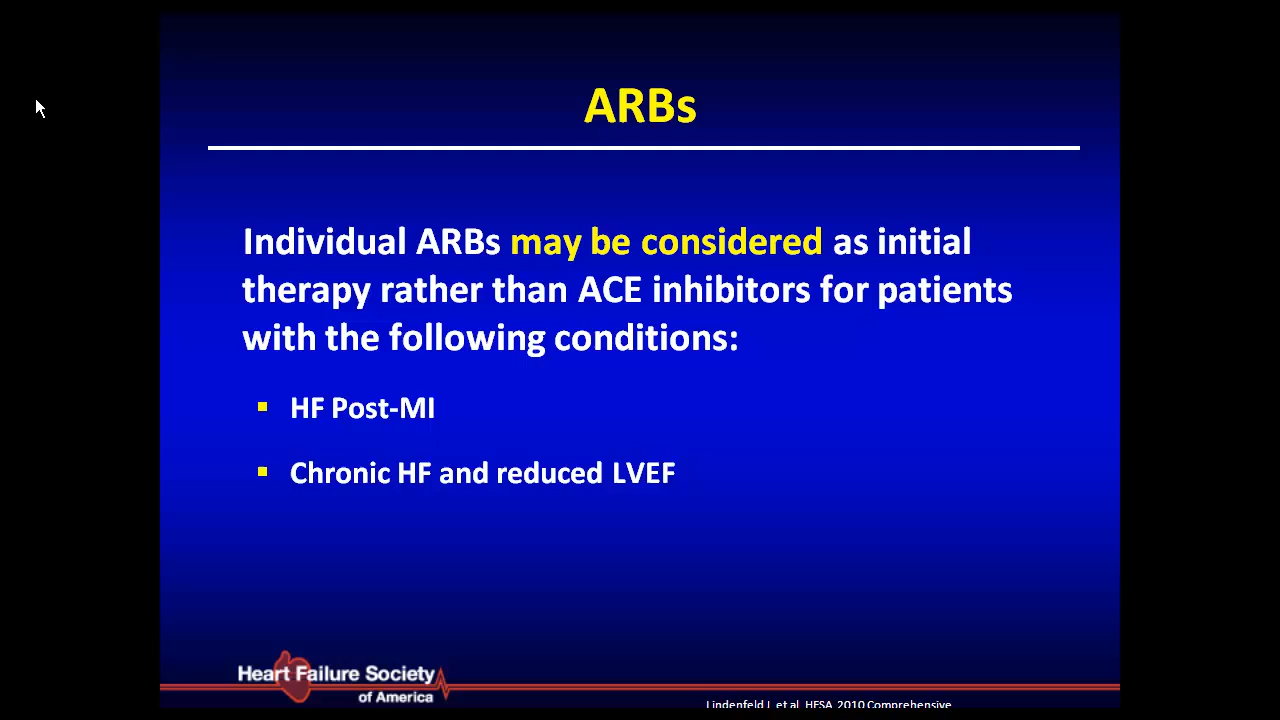 ARBs
Individual ARBs may be considered as initial
therapy rather than ACE inhibitors for patients
with the following conditions:
▪ HF Post-MI
▪ Chronic HF and reduced LVEF
Heart Failure Society
of America
Lindenfeld J, et al. HFSA 2010 Comprehensive